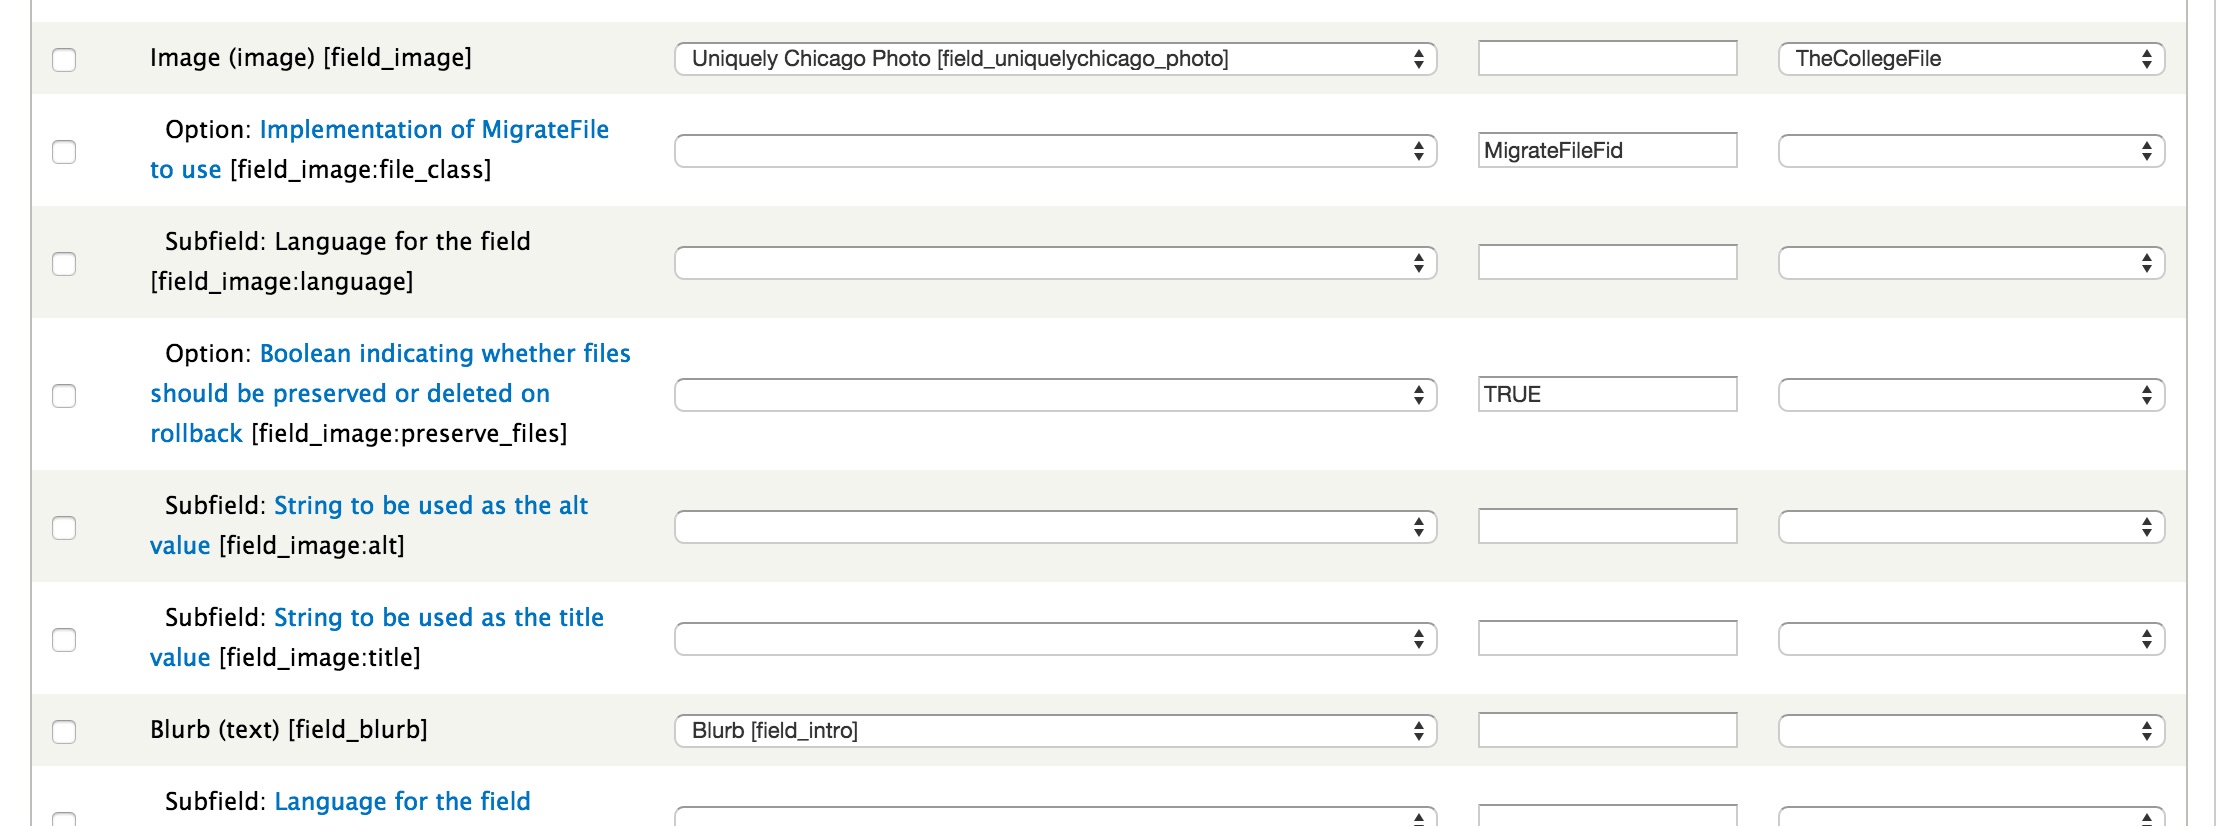 Image (image) [field_image] Uniquely Chicago Photo [field_uniquelychicago_photo] TheCollegeFile
Option: Implementation of MigrateFile
to use [field_image:file_class] MigrateFileFid
Subfield: Language for the field
[field_image:language]
Option: Boolean indicating whether files
should be preserved or deleted on TRUE
rollback [field_image:preserve_files]
Subfield: String to be used as the alt
value [field_image:alt]
Subfield: String to be used as the title
value [field_image:title]
Blurb (text) [field_blurb] Blurb [field_intro]
Subfield: Language for the field